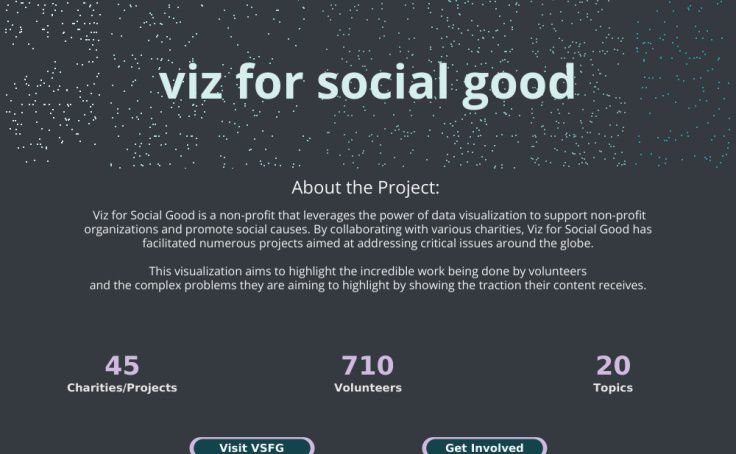 viz for social good
About the Project:
Viz for Social Good is a non-profit that leverages the power of data visualization to support non-profit
organizations and promote social causes. By collaborating with various charities, Viz for Social Good has
facilitated numerous projects aimed at addressing critical issues around the globe.
This visualization aims to highlight the incredible work being done by volunteers
and the complex problems they are aiming to highlight by showing the traction their content receives.
45 710 20
Charities/Projects Volunteers Topics
Visit VSFG Get Involved